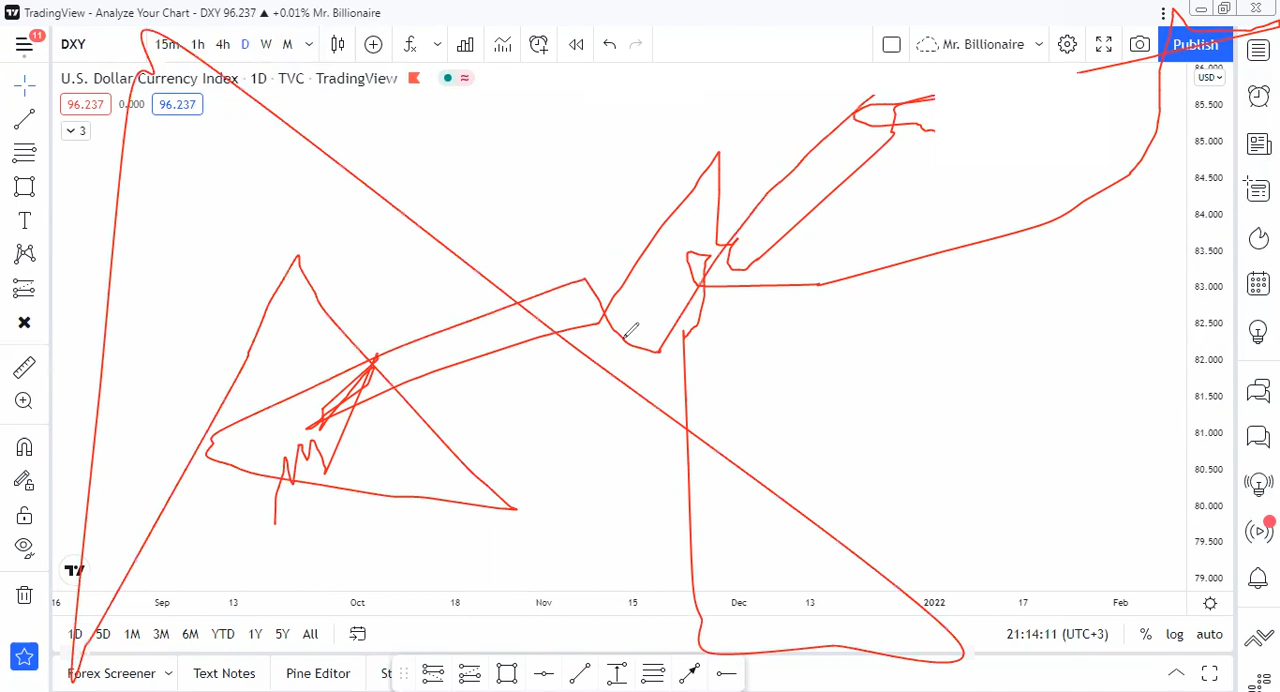 TradingView - Analyze Your Chart - DXY 96.237 ▲ +0.01% Mr. Billionaire
11
DXY 15m 1h 4h D W M Mr. Billionaire Publish
U.S. Dollar Currency Index · 1D · TVC · TradingView
USD
96.237 0.000 96.237
3
86.000
85.500
85.000
84.500
84.000
83.500
83.000
82.500
82.000
81.500
81.000
80.500
80.000
79.500
79.000
16 Sep 13 Oct 18 Nov 15 Dec 13 2022 17 Feb
1D 5D 1M 3M 6M YTD 1Y 5Y All 21:14:11 (UTC+3) % log auto
Forex Screener Text Notes Pine Editor St